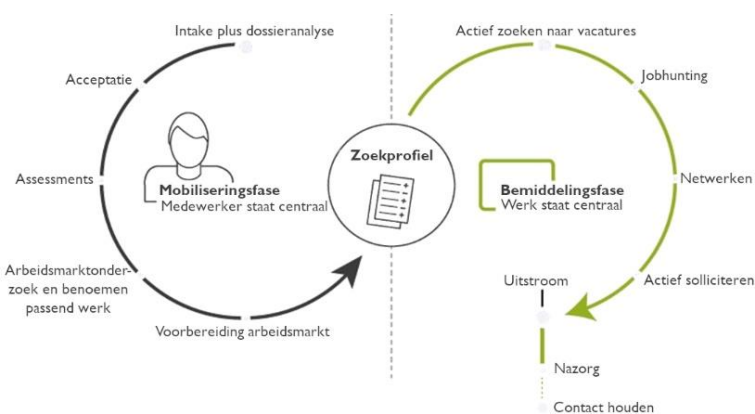 Intake plus dossieranalyse
Acceptatie
Assessments
Arbeidsmarktonder-
zoek en benoemen
passend werk
Voorbereiding arbeidsmarkt
Mobiliseringsfase
Medewerker staat centraal
Zoekprofiel
Actief zoeken naar vacatures
Jobhunting
Netwerken
Actief solliciteren
Bemiddelingsfase
Werk staat centraal
Uitstroom
Nazorg
Contact houden